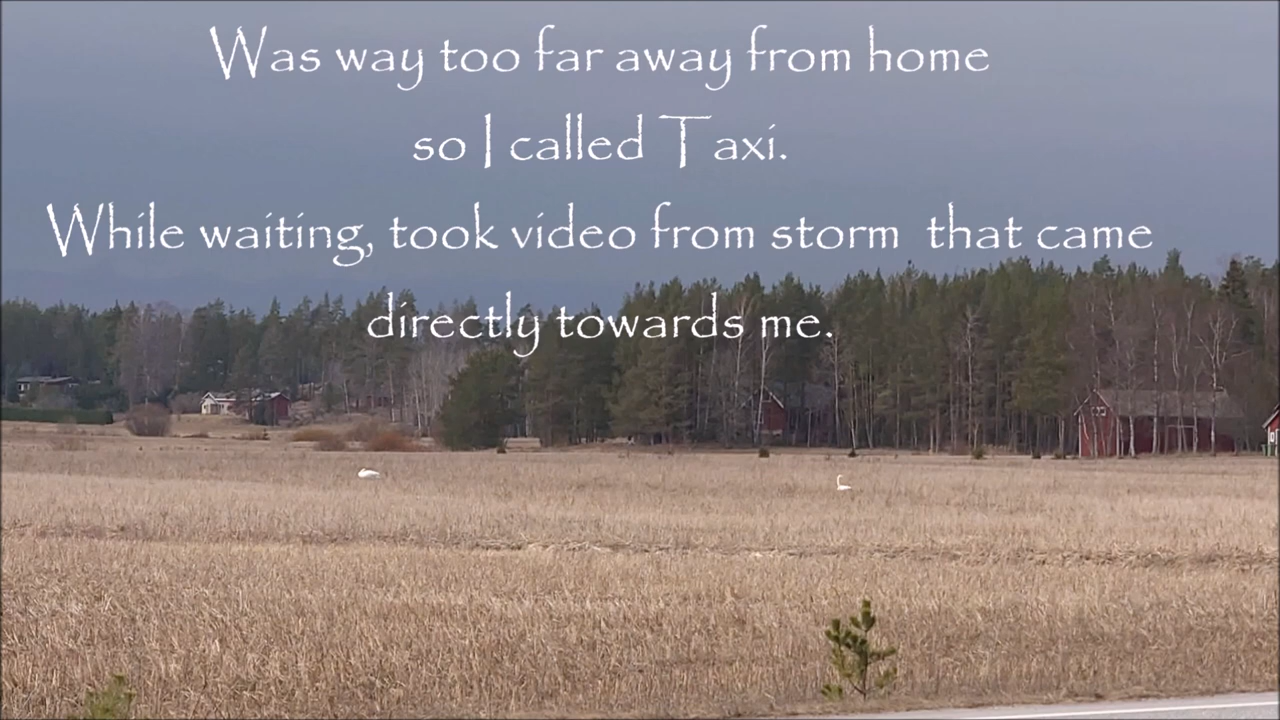 Was way too far away from home
so I called Taxi.
While waiting, took video from storm that came
directly towards me.